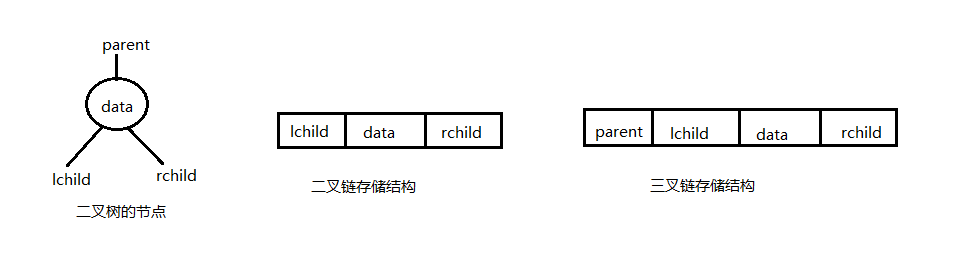 parent
data
lchild
rchild
二叉树的节点
lchild data rchild
二叉链存储结构
parent lchild data rchild
三叉链存储结构